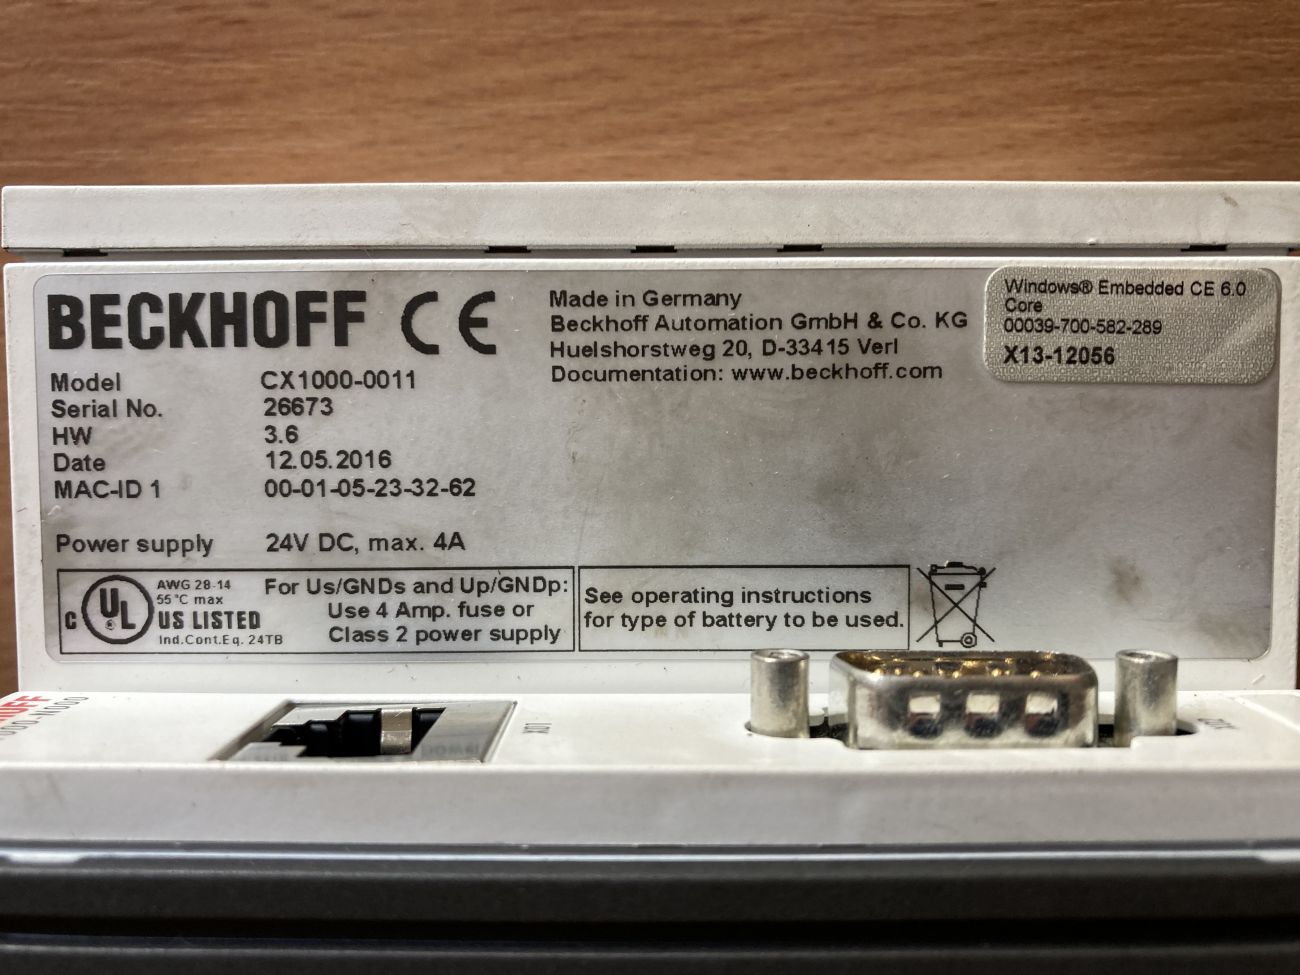 BECKHOFF CE
Model CX1000-0011
Serial No. 26673
HW 3.6
Date 12.05.2016
MAC-ID 1 00-01-05-23-32-62
Power supply 24V DC, max. 4A
Made in Germany
Beckhoff Automation GmbH & Co. KG
Huelshorstweg 20, D-33415 Verl
Documentation: www.beckhoff.com
Windows® Embedded CE 6.0
Core
00039-700-582-289
X13-12056
C UL ®
AWG 28-14
55°C max
US LISTED
Ind.Cont.Eq. 24TB
For Us/GNDs and Up/GNDp:
Use 4 Amp. fuse or
Class 2 power supply
See operating instructions
for type of battery to be used.